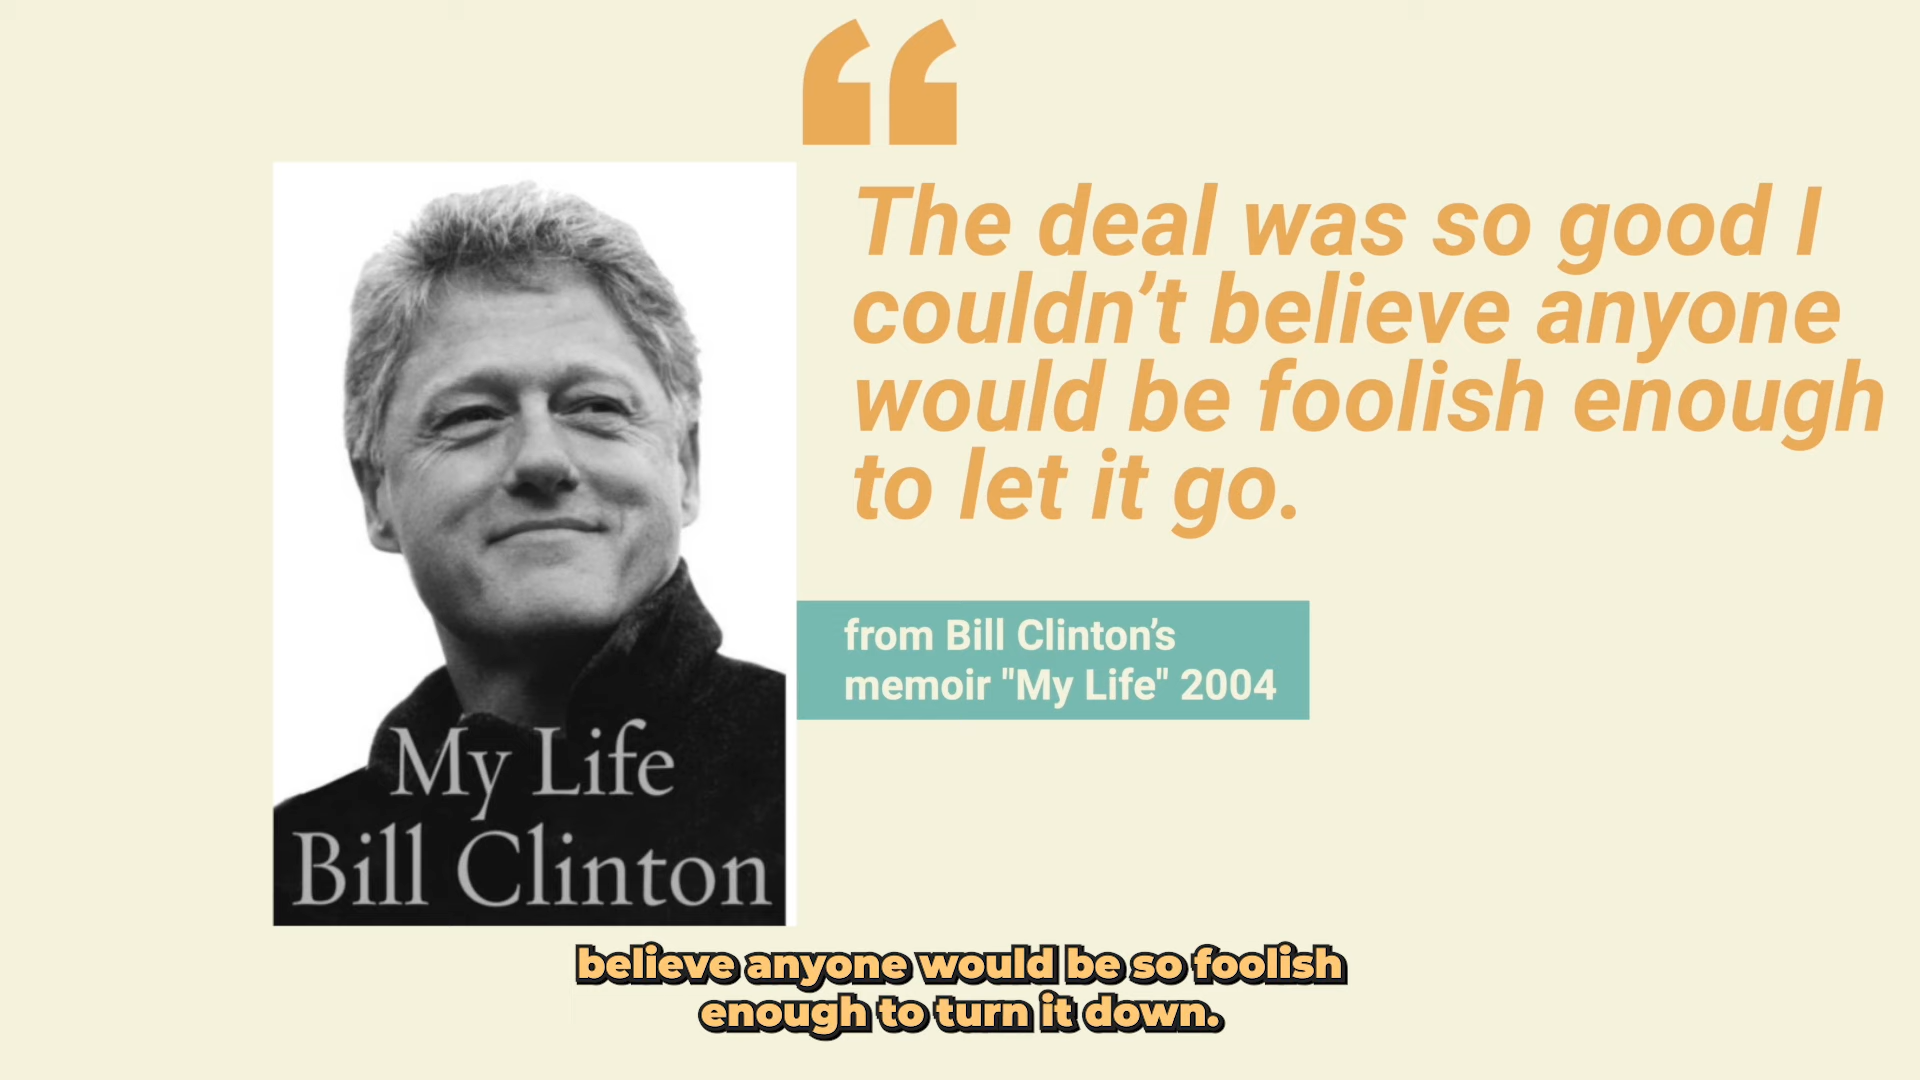 “
The deal was so good I
couldn’t believe anyone
would be foolish enough
to let it go.
from Bill Clinton’s
memoir "My Life" 2004
My Life
Bill Clinton
believe anyone would be so foolish
enough to turn it down.